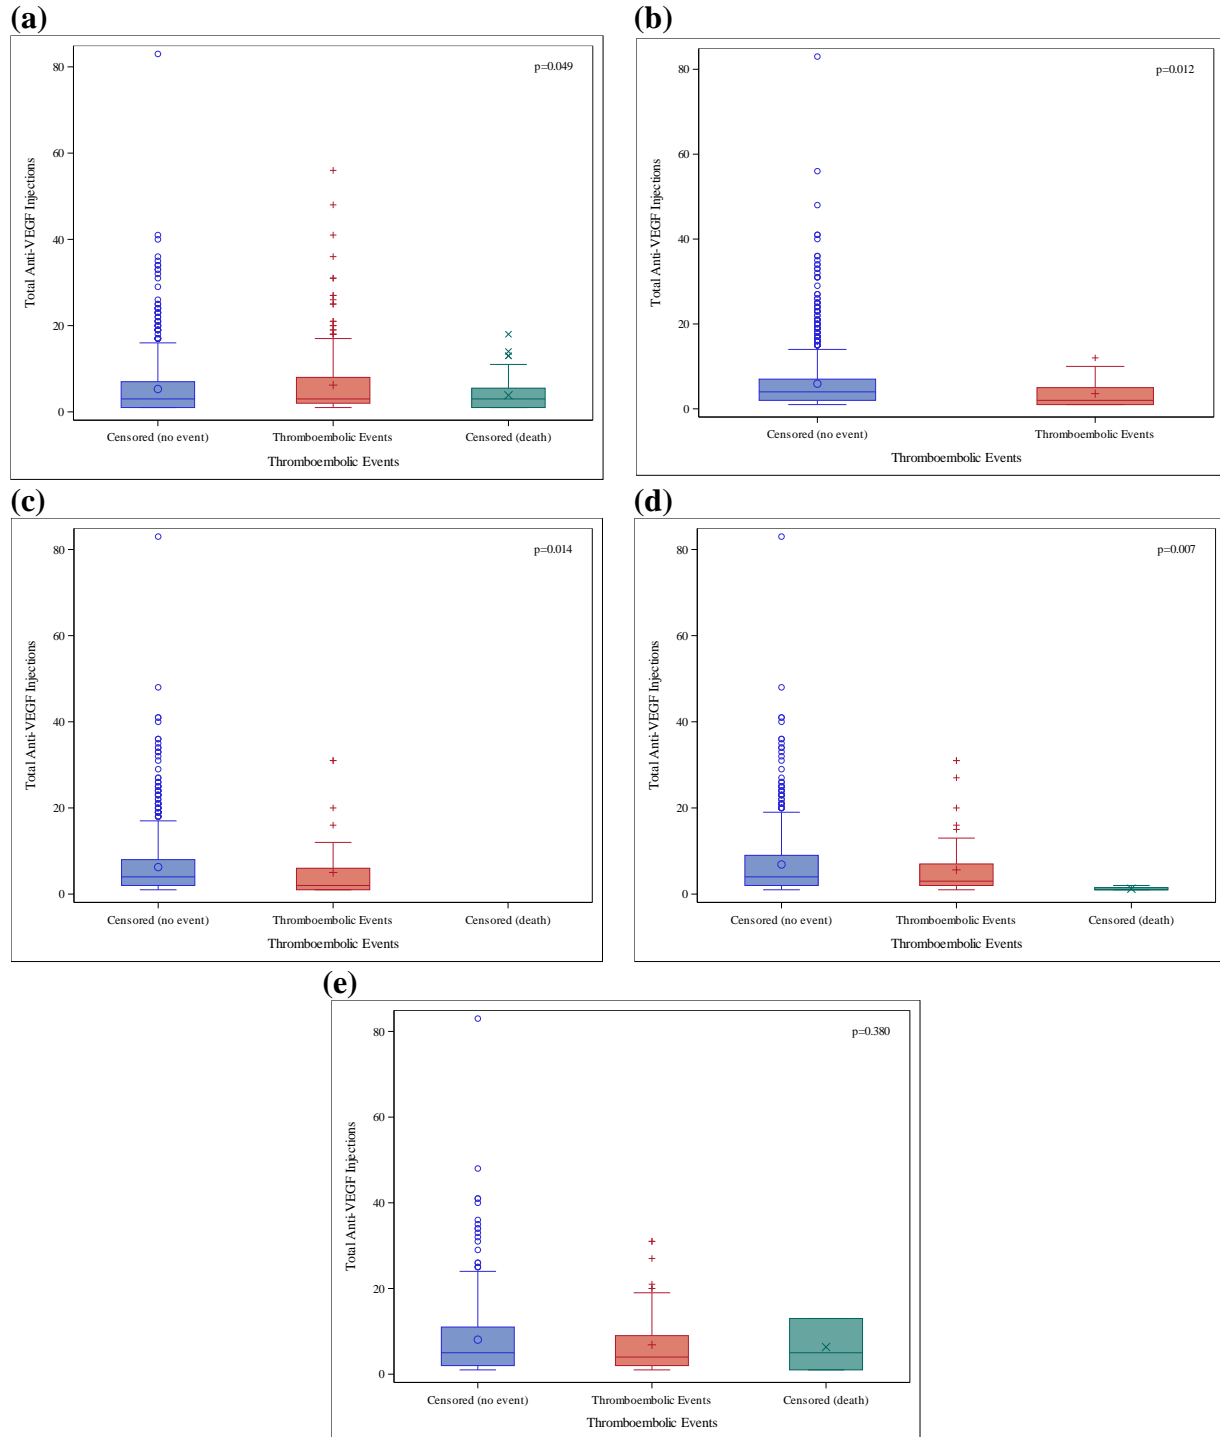 (a)
p=0.049
80
60
40
20
0
Total Anti-VEGF Injections
Censored (no event) Thromboembolic Events Censored (death)
Thromboembolic Events
(b)
p=0.012
80
60
40
20
0
Total Anti-VEGF Injections
Censored (no event) Thromboembolic Events
Thromboembolic Events
(c)
p=0.014
80
60
40
20
0
Total Anti-VEGF Injections
Censored (no event) Thromboembolic Events Censored (death)
Thromboembolic Events
(d)
p=0.007
80
60
40
20
0
Total Anti-VEGF Injections
Censored (no event) Thromboembolic Events Censored (death)
Thromboembolic Events
(e)
p=0.380
80
60
40
20
0
Total Anti-VEGF Injections
Censored (no event) Thromboembolic Events Censored (death)
Thromboembolic Events